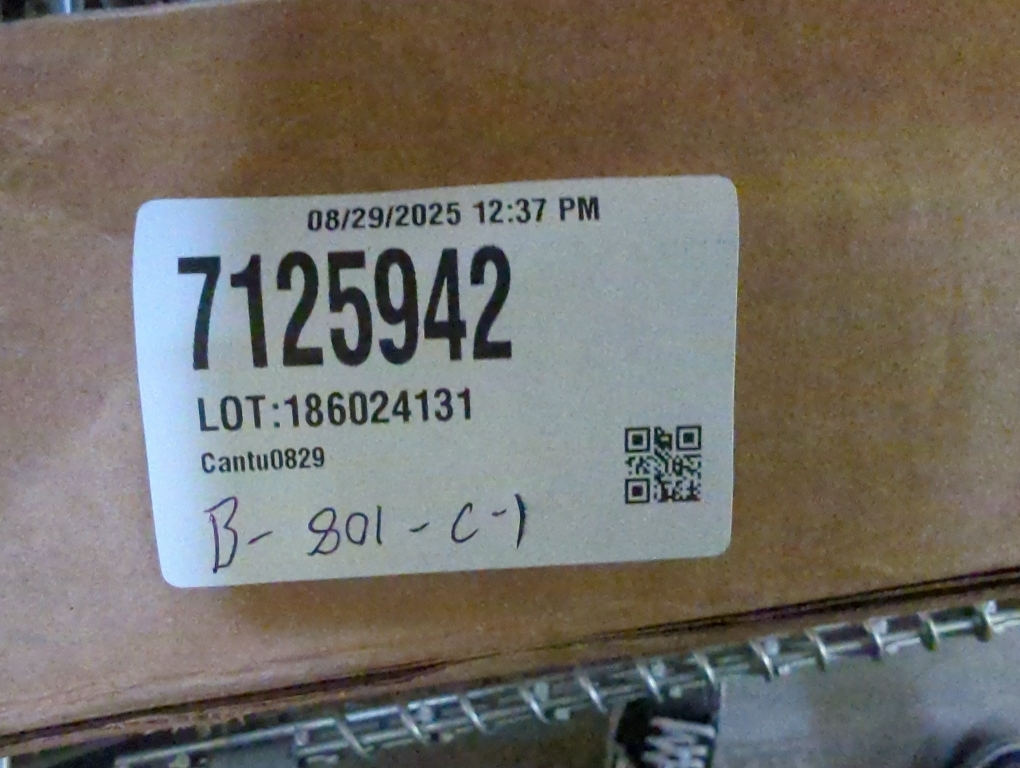 08/29/2025 12:37 PM
7125942
LOT:186024131
Cantu0829
B- 801-C-1